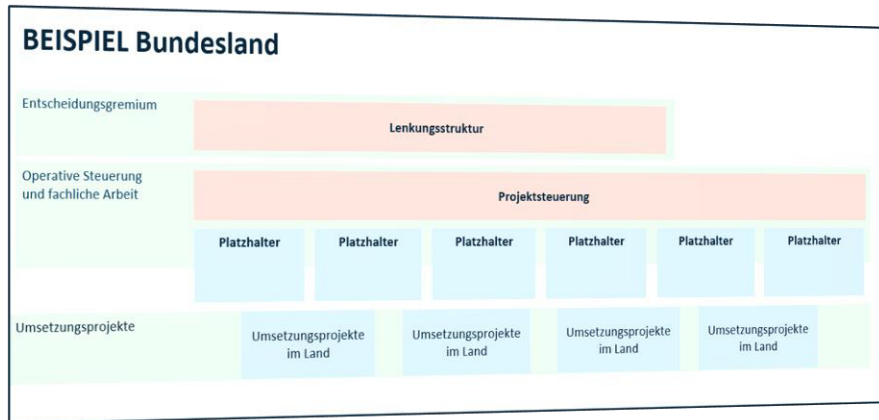 BEISPIEL Bundesland
Entscheidungsgremium
Lenkungsstruktur
Operative Steuerung
und fachliche Arbeit
Projektsteuerung
Platzhalter
Platzhalter
Platzhalter
Platzhalter
Platzhalter
Platzhalter
Umsetzungsprojekte
Umsetzungsprojekte
im Land
Umsetzungsprojekte
im Land
Umsetzungsprojekte
im Land
Umsetzungsprojekte
im Land